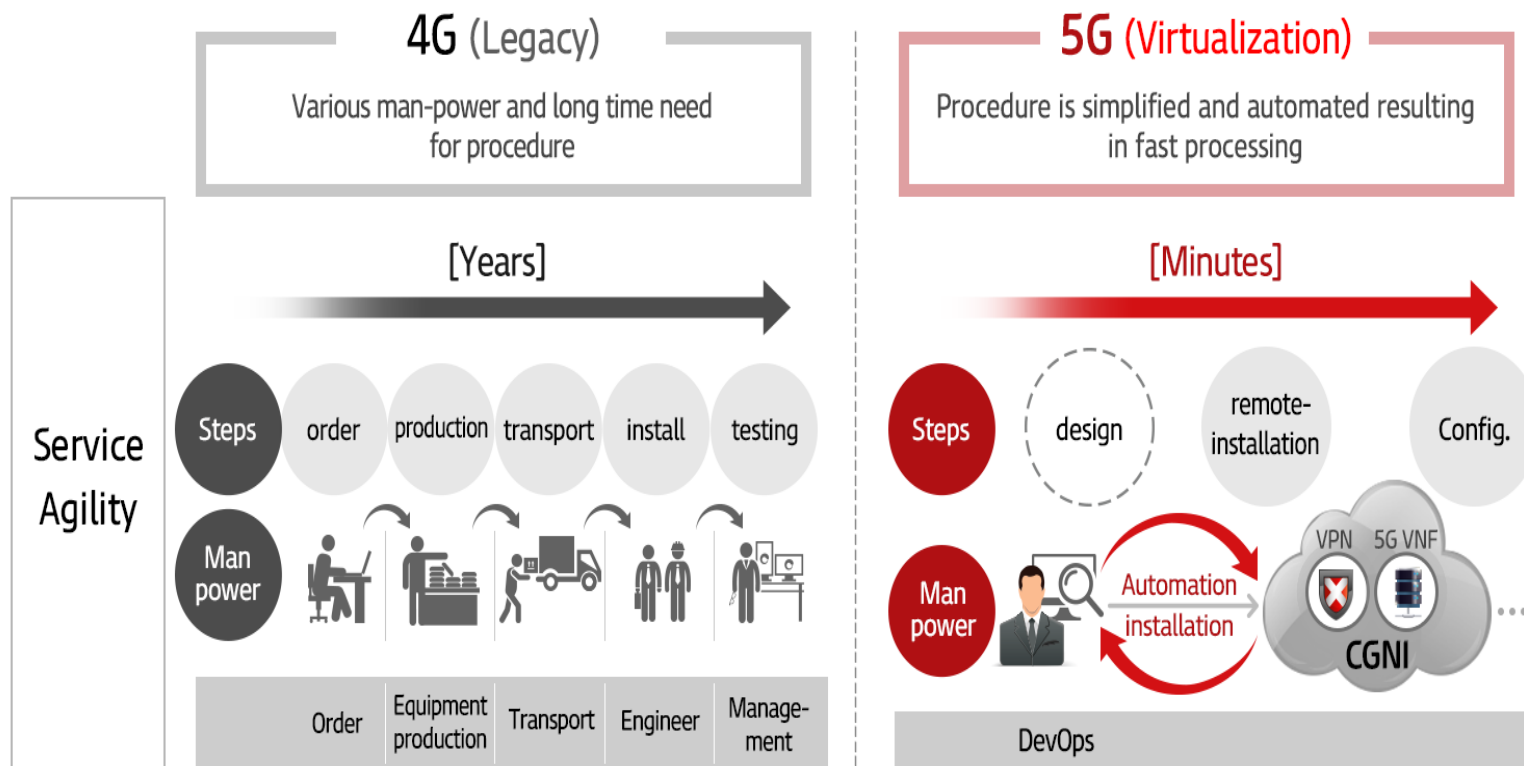 4G (Legacy)
Various man-power and long time need
for procedure
5G (Virtualization)
Procedure is simplified and automated resulting
in fast processing
Service
Agility
[Years]
Steps
order
production
transport
install
testing
Man
power
Order
Equipment
production
Transport
Engineer
Manage-
ment
[Minutes]
Steps
design
remote-
installation
Config.
Man
power
Automation
installation
VPN
5G VNF
CGNI
DevOps